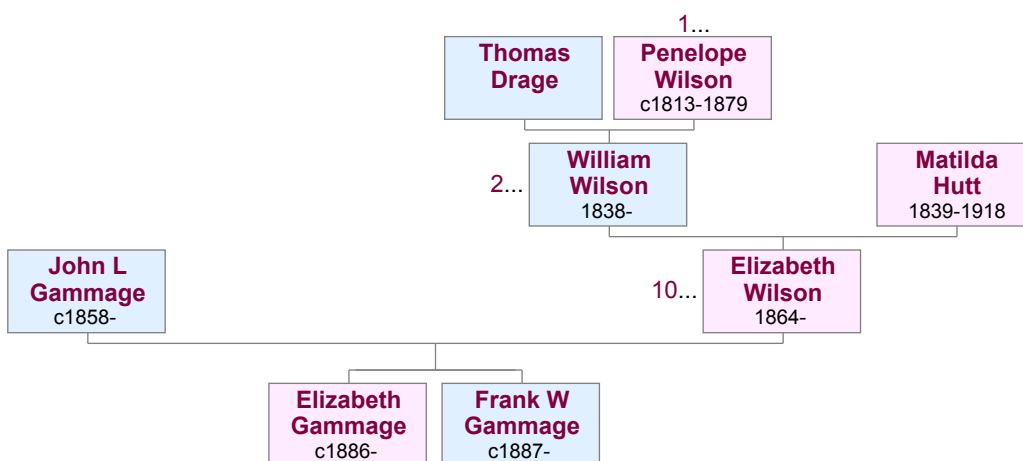 1...
Thomas
Drage
Penelope
Wilson
c1813-1879
2...
William
Wilson
1838-
Matilda
Hutt
1839-1918
John L
Gammage
c1858-
10...
Elizabeth
Wilson
1864-
Elizabeth
Gammage
c1886-
Frank W
Gammage
c1887-